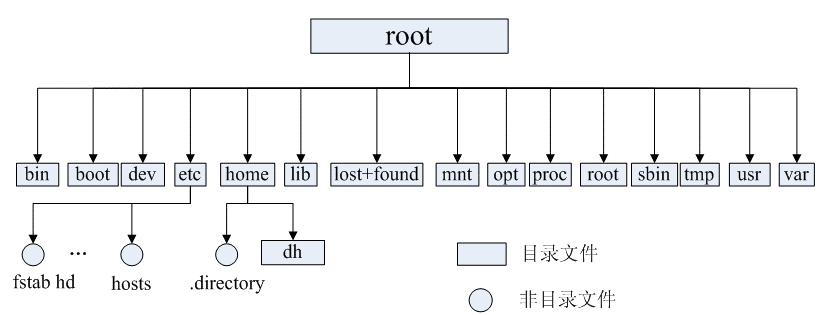 root
bin boot dev etc home lib lost+found mnt opt proc root sbin tmp usr var
... dh 目录文件
fstab hd hosts .directory 非目录文件